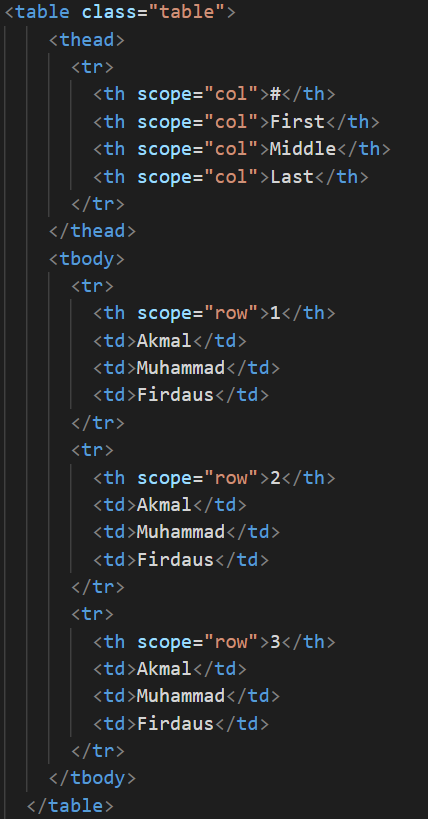 <table class="table">
    <thead>
      <tr>
        <th scope="col">#</th>
        <th scope="col">First</th>
        <th scope="col">Middle</th>
        <th scope="col">Last</th>
      </tr>
    </thead>
    <tbody>
      <tr>
        <th scope="row">1</th>
        <td>Akmal</td>
        <td>Muhammad</td>
        <td>Firdaus</td>
      </tr>
      <tr>
        <th scope="row">2</th>
        <td>Akmal</td>
        <td>Muhammad</td>
        <td>Firdaus</td>
      </tr>
      <tr>
        <th scope="row">3</th>
        <td>Akmal</td>
        <td>Muhammad</td>
        <td>Firdaus</td>
      </tr>
    </tbody>
  </table>